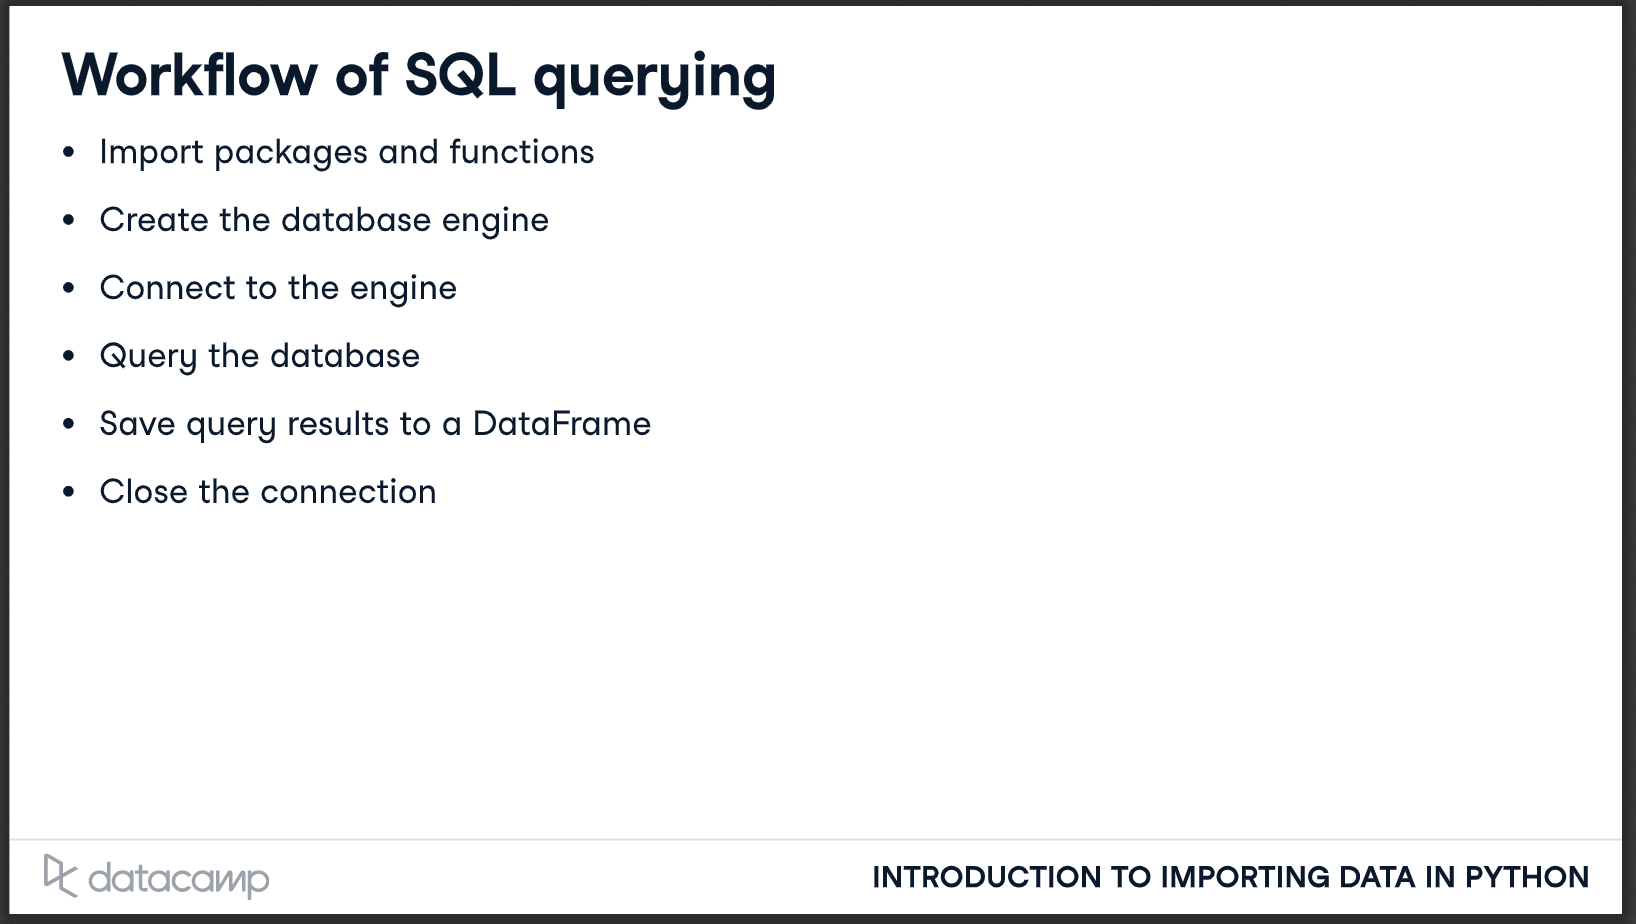 Workflow of SQL querying
• Import packages and functions
• Create the database engine
• Connect to the engine
• Query the database
• Save query results to a DataFrame
• Close the connection
datacamp
INTRODUCTION TO IMPORTING DATA IN PYTHON